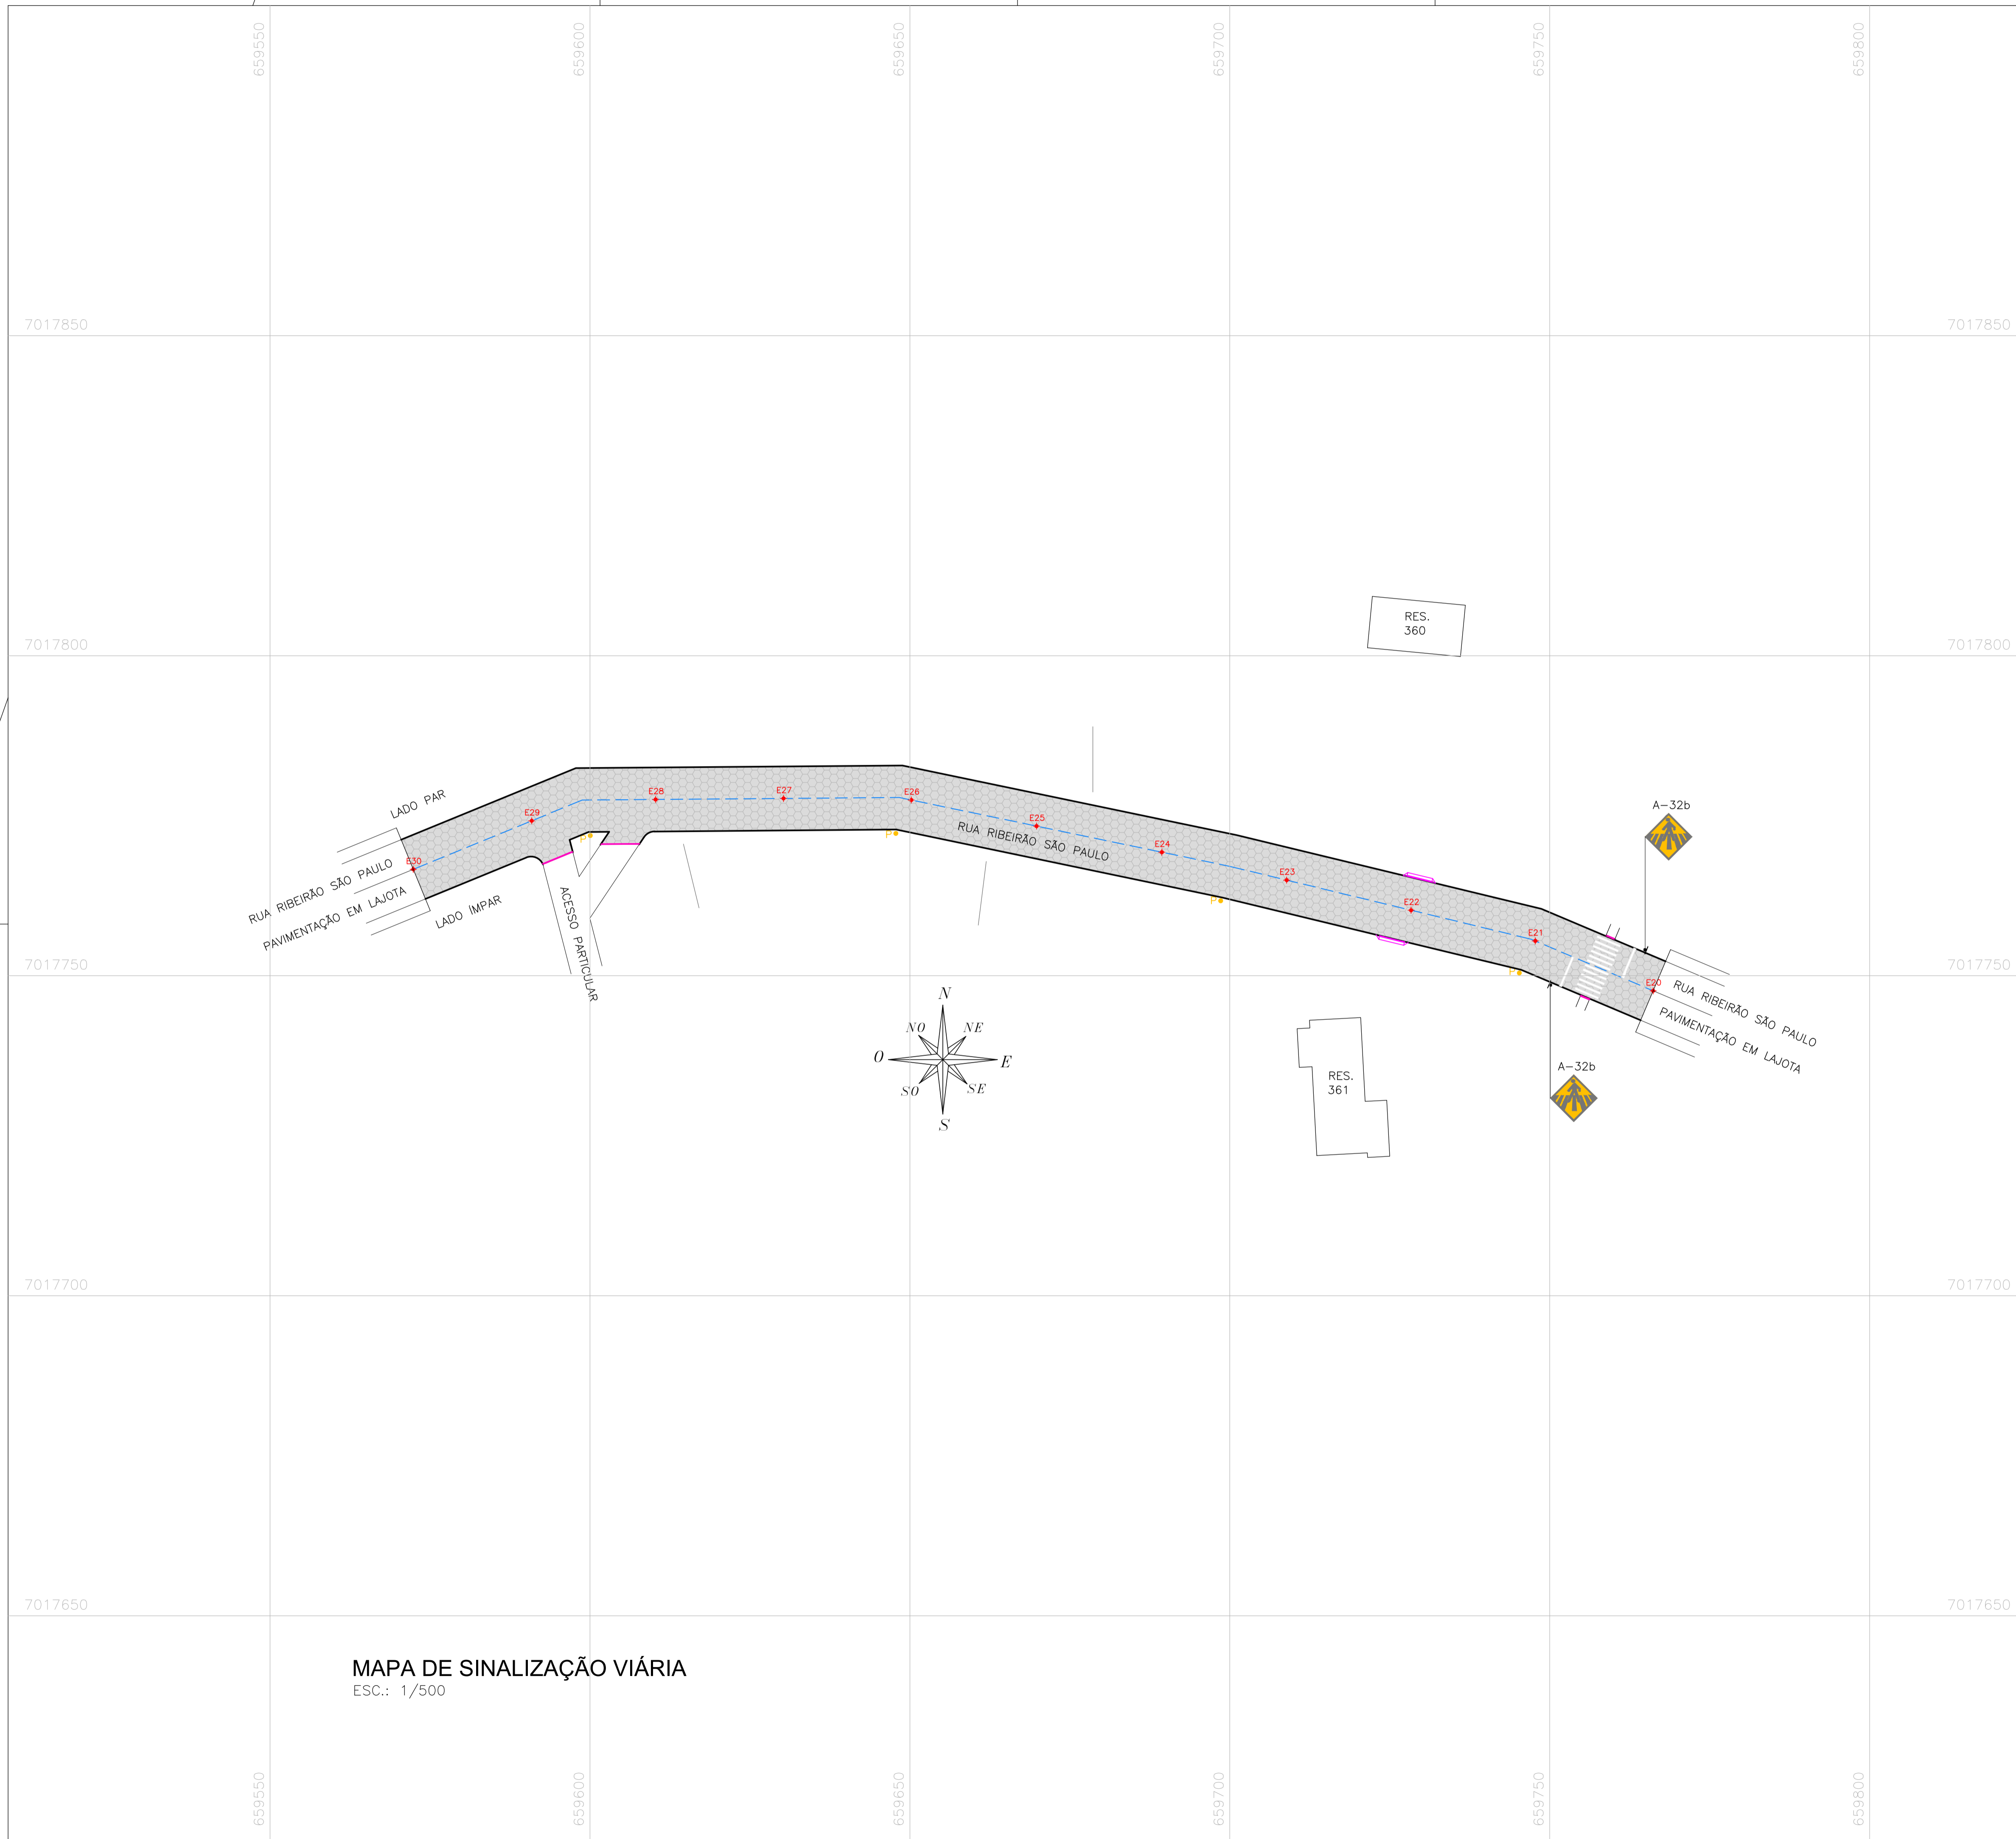 659550
659600
659650
659700
659750
659800
7017850
7017850
RES.
360
7017800
7017800
LADO PAR
E28
E27
E26
E29
E25
RUA RIBEIRÃO SÃO PAULO
E24
A-32b
E30
E23
E22
E21
RUA RIBEIRÃO SÃO PAULO
PAVIMENTAÇÃO EM LAJOTA
LADO ÍMPAR
ACESSO PARTICULAR
P
P
P
P
7017750
7017750
E20
RUA RIBEIRÃO SÃO PAULO
PAVIMENTAÇÃO EM LAJOTA
N
NO
NE
O
E
SO
SE
S
RES.
361
A-32b
7017700
7017700
7017650
7017650
MAPA DE SINALIZAÇÃO VIÁRIA
ESC.: 1/500
659550
659600
659650
659700
659750
659800